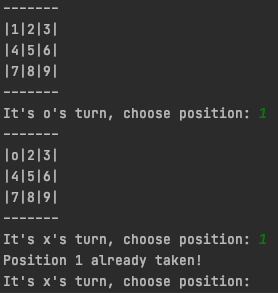 -------
|1|2|3|
|4|5|6|
|7|8|9|
-------
It's o's turn, choose position: 1
-------
|o|2|3|
|4|5|6|
|7|8|9|
-------
It's x's turn, choose position: 1
Position 1 already taken!
It's x's turn, choose position: